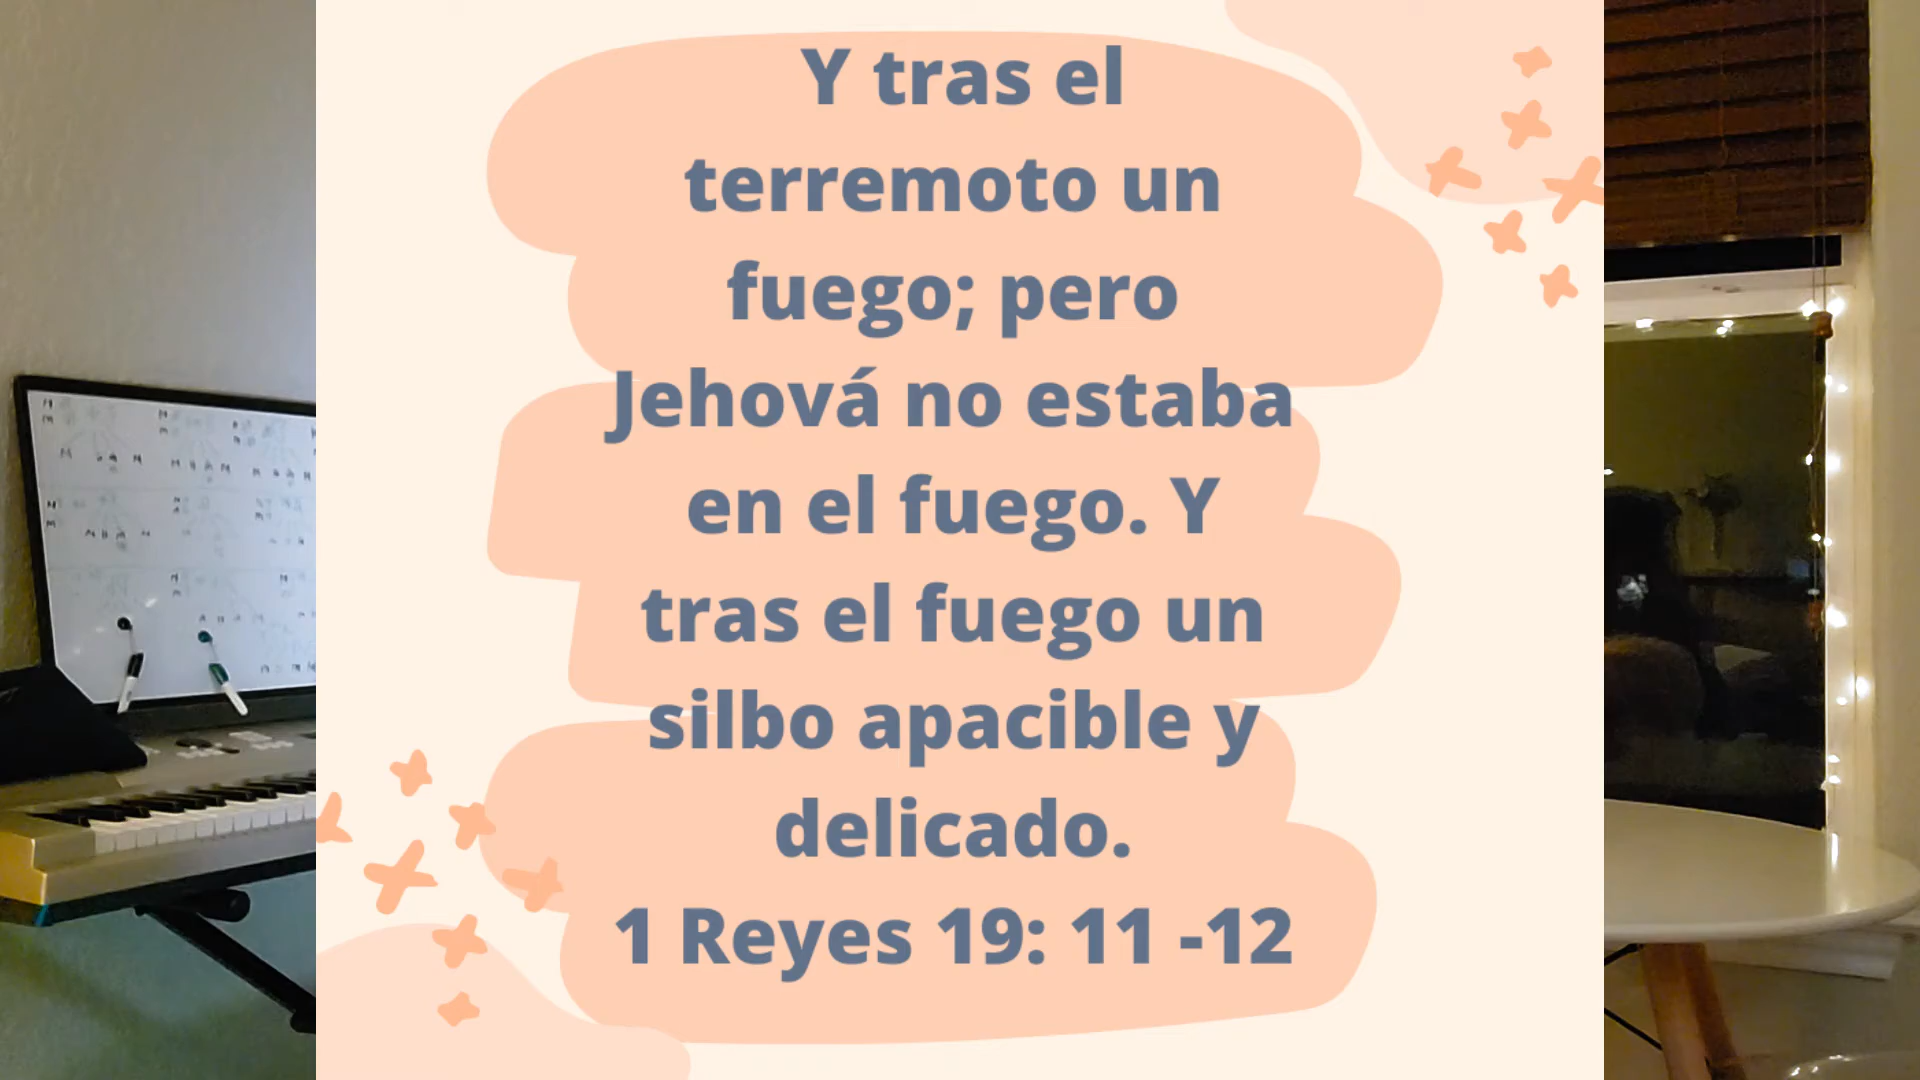 Y tras el
terremoto un
fuego; pero
Jehová no estaba
en el fuego. Y
tras el fuego un
silbo apacible y
delicado.
1 Reyes 19: 11 -12